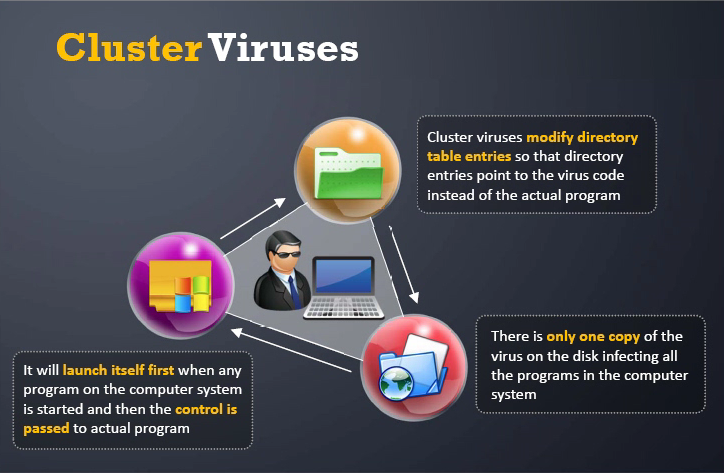 Cluster Viruses
Cluster viruses modify directory
table entries so that directory
entries point to the virus code
instead of the actual program
There is only one copy of the
virus on the disk infecting all
the programs in the computer
system
It will launch itself first when any
program on the computer system
is started and then the control is
passed to actual program